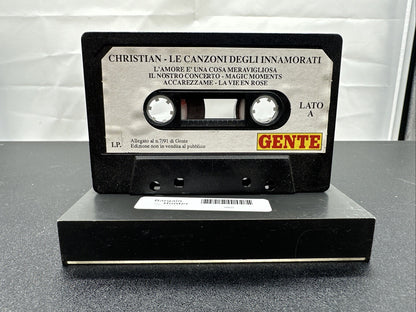 CHRISTIAN - LE CANZONI DEGLI INNAMORATI
L'AMORE E' UNA COSA MERAVIGLIOSA
IL NOSTRO CONCERTO - MAGIC MOMENTS
ACCAREZZAME - LA VIE EN ROSE
LATO
A
I.P.
Allegato al n.7/91 di Gente
Edizione non in vendita al pubblico
GENTE